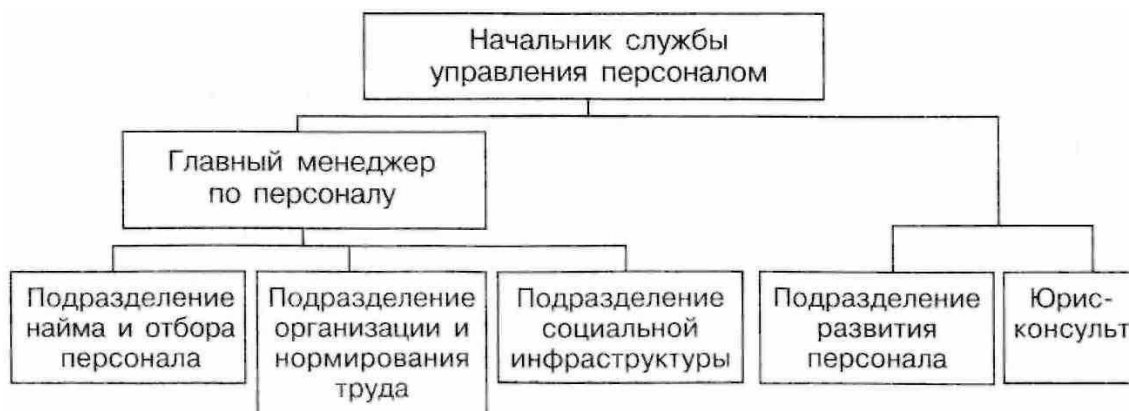 Начальник службы
управления персоналом
Главный менеджер
по персоналу
Подразделение
найма и отбора
персонала
Подразделение
организации и
нормирования
труда
Подразделение
социальной
инфраструктуры
Подразделение
развития
персонала
Юрис-
консульт